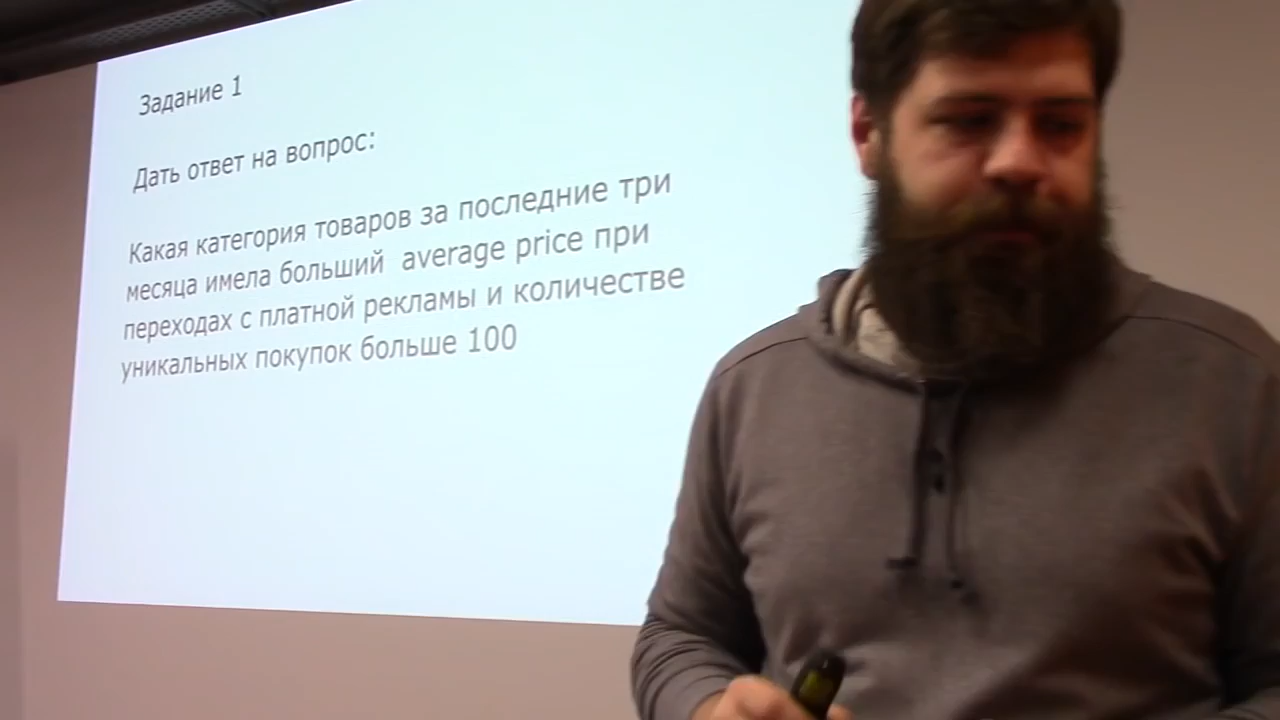 Задание 1
Дать ответ на вопрос:
Какая категория товаров за последние три
месяца имела больший average price при
переходах с платной рекламы и количестве
уникальных покупок больше 100